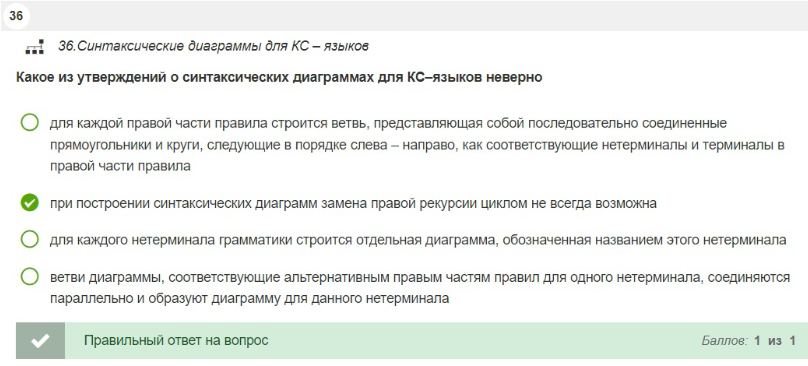 36
36.Синтаксические диаграммы для КС – языков
Какое из утверждений о синтаксических диаграммах для КС–языков неверно
для каждой правой части правила строится ветвь, представляющая собой последовательно соединенные
прямоугольники и круги, следующие в порядке слева – направо, как соответствующие нетерминалы и терминалы в
правой части правила
при построении синтаксических диаграмм замена правой рекурсии циклом не всегда возможна
для каждого нетерминала грамматики строится отдельная диаграмма, обозначенная названием этого нетерминала
ветви диаграммы, соответствующие альтернативным правым частям правил для одного нетерминала, соединяются
параллельно и образуют диаграмму для данного нетерминала
Правильный ответ на вопрос Баллов: 1 из 1